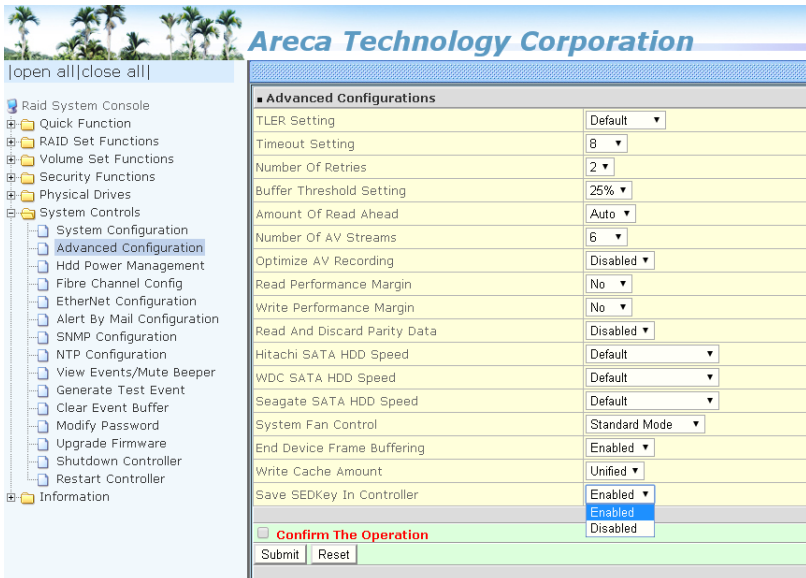 Areca Technology Corporation
|open all|close all|
Raid System Console
Quick Function
RAID Set Functions
Volume Set Functions
Security Functions
Physical Drives
System Controls
System Configuration
Advanced Configuration
Hdd Power Management
Fibre Channel Config
EtherNet Configuration
Alert By Mail Configuration
SNMP Configuration
NTP Configuration
View Events/Mute Beeper
Generate Test Event
Clear Event Buffer
Modify Password
Upgrade Firmware
Shutdown Controller
Restart Controller
Information
Advanced Configurations
TLER Setting Default
Timeout Setting 8
Number Of Retries 2
Buffer Threshold Setting 25%
Amount Of Read Ahead Auto
Number Of AV Streams 6
Optimize AV Recording Disabled
Read Performance Margin No
Write Performance Margin No
Read And Discard Parity Data Disabled
Hitachi SATA HDD Speed Default
WDC SATA HDD Speed Default
Seagate SATA HDD Speed Default
System Fan Control Standard Mode
End Device Frame Buffering Enabled
Write Cache Amount Unified
Save SEDKey In Controller Enabled
Enabled
Disabled
Confirm The Operation
Submit Reset